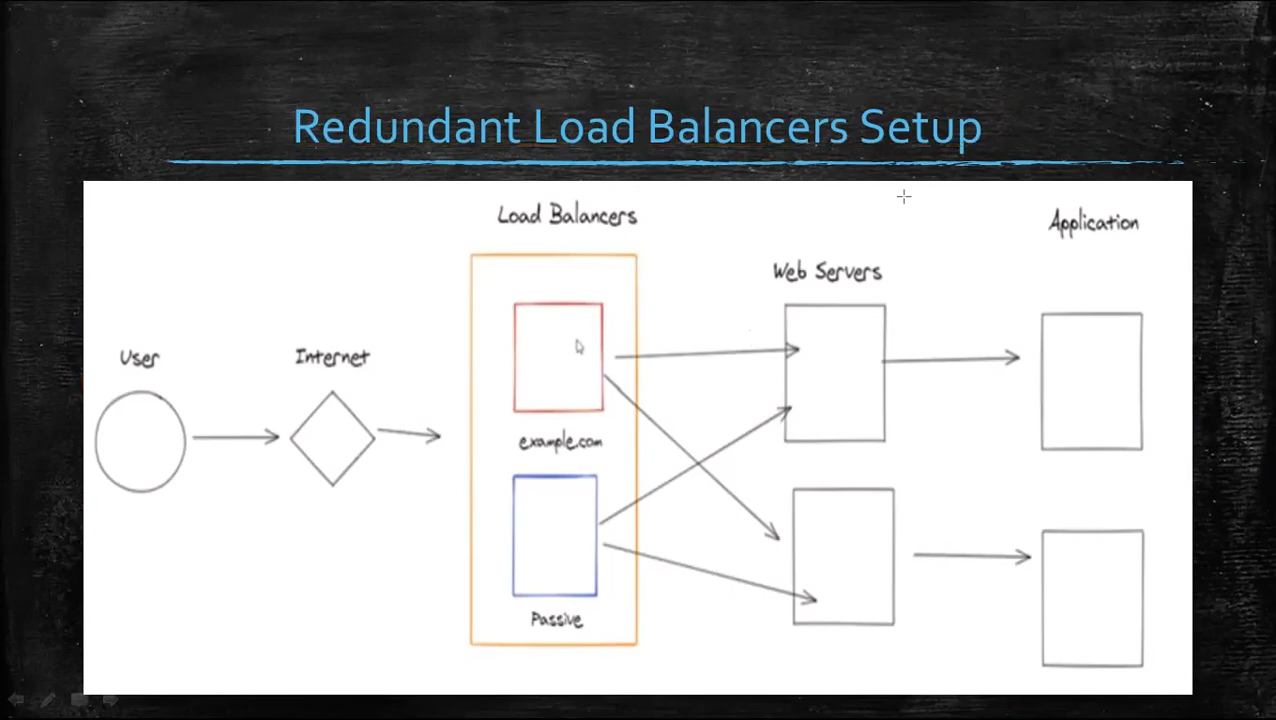 Redundant Load Balancers Setup
Load Balancers
Application
Web Servers
User
Internet
example.com
Passive